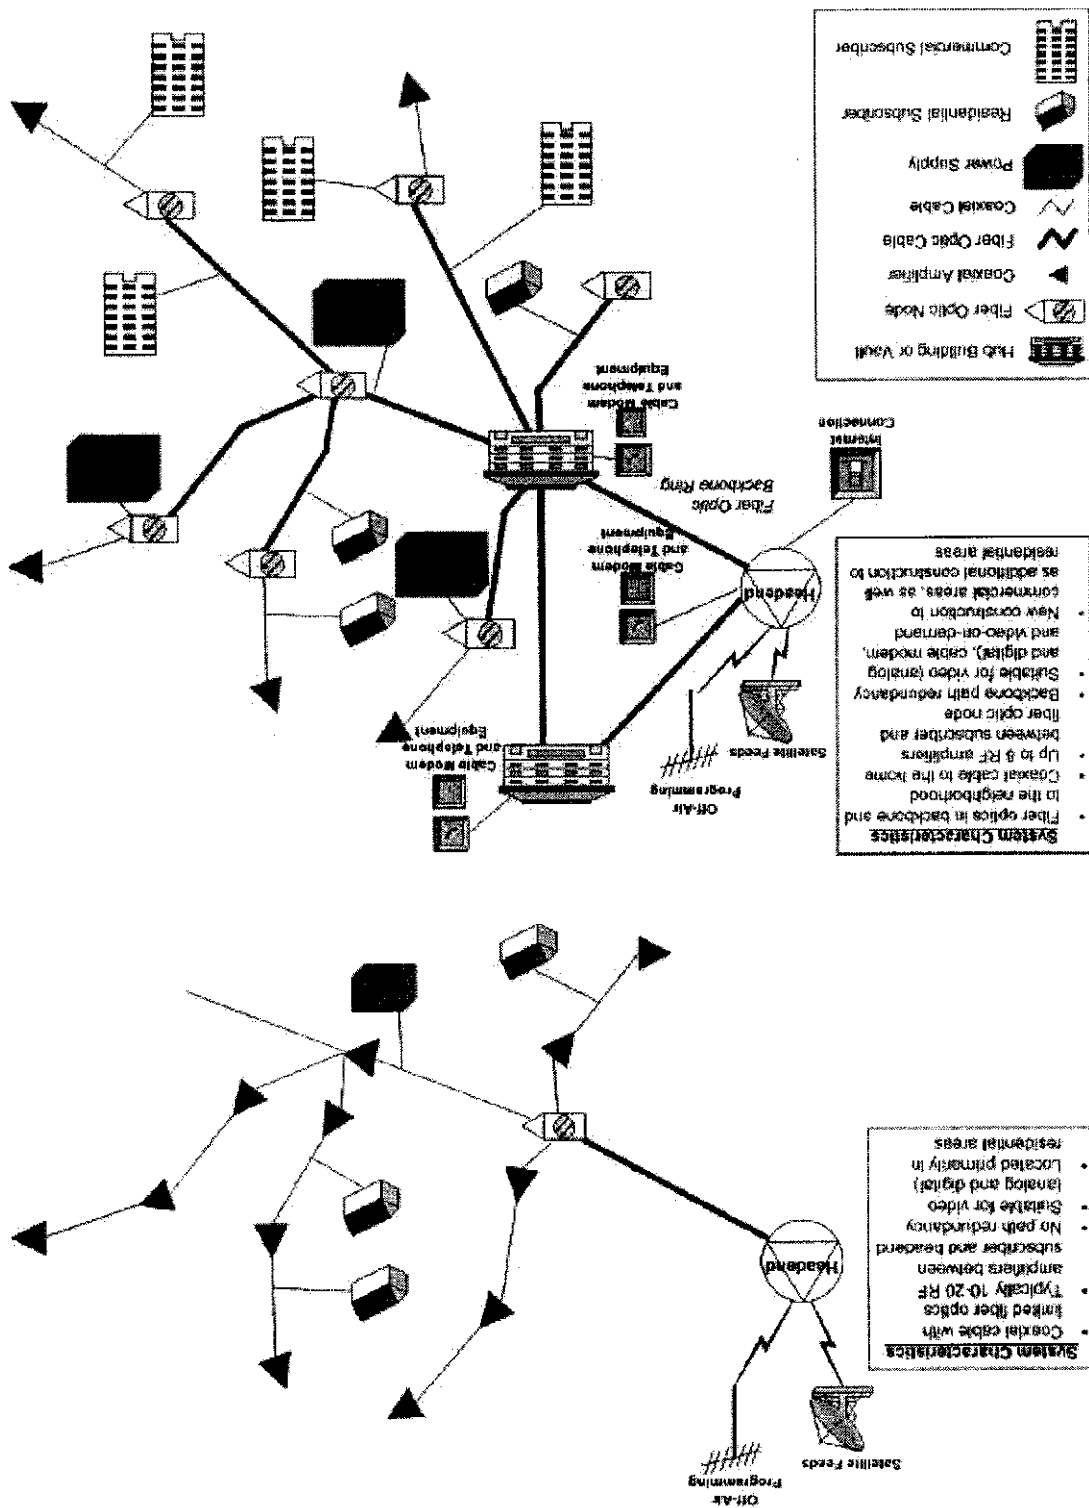 Off-Air
Programming
Satellite Feeds
Headend
System Characteristics
• Coaxial cable with
limited fiber optics
• Typically 10-20 RF
amplifiers between
subscriber and headend
• No path redundancy
• Suitable for video
(analog and digital)
• Located primarily in
residential areas
System Characteristics
• Fiber optics in backbone and
to the neighborhood
• Coaxial cable to the home
• Up to 8 RF amplifiers
between subscriber and
fiber optic node
• Backbone path redundancy
• Suitable for video (analog
and digital), cable modem,
and video-on-demand
• New construction to
commercial areas, as well
as additional construction to
residential areas
Off-Air
Programming
Satellite Feeds
Headend
Cable Modem
and Telephone
Equipment
Cable Modem
and Telephone
Equipment
Fiber Optic
Backbone Ring
Internet
Connection
Cable Modem
and Telephone
Equipment
Hub Building or Vault
Fiber Optic Node
Coaxial Amplifier
Fiber Optic Cable
Coaxial Cable
Power Supply
Residential Subscriber
Commercial Subscriber